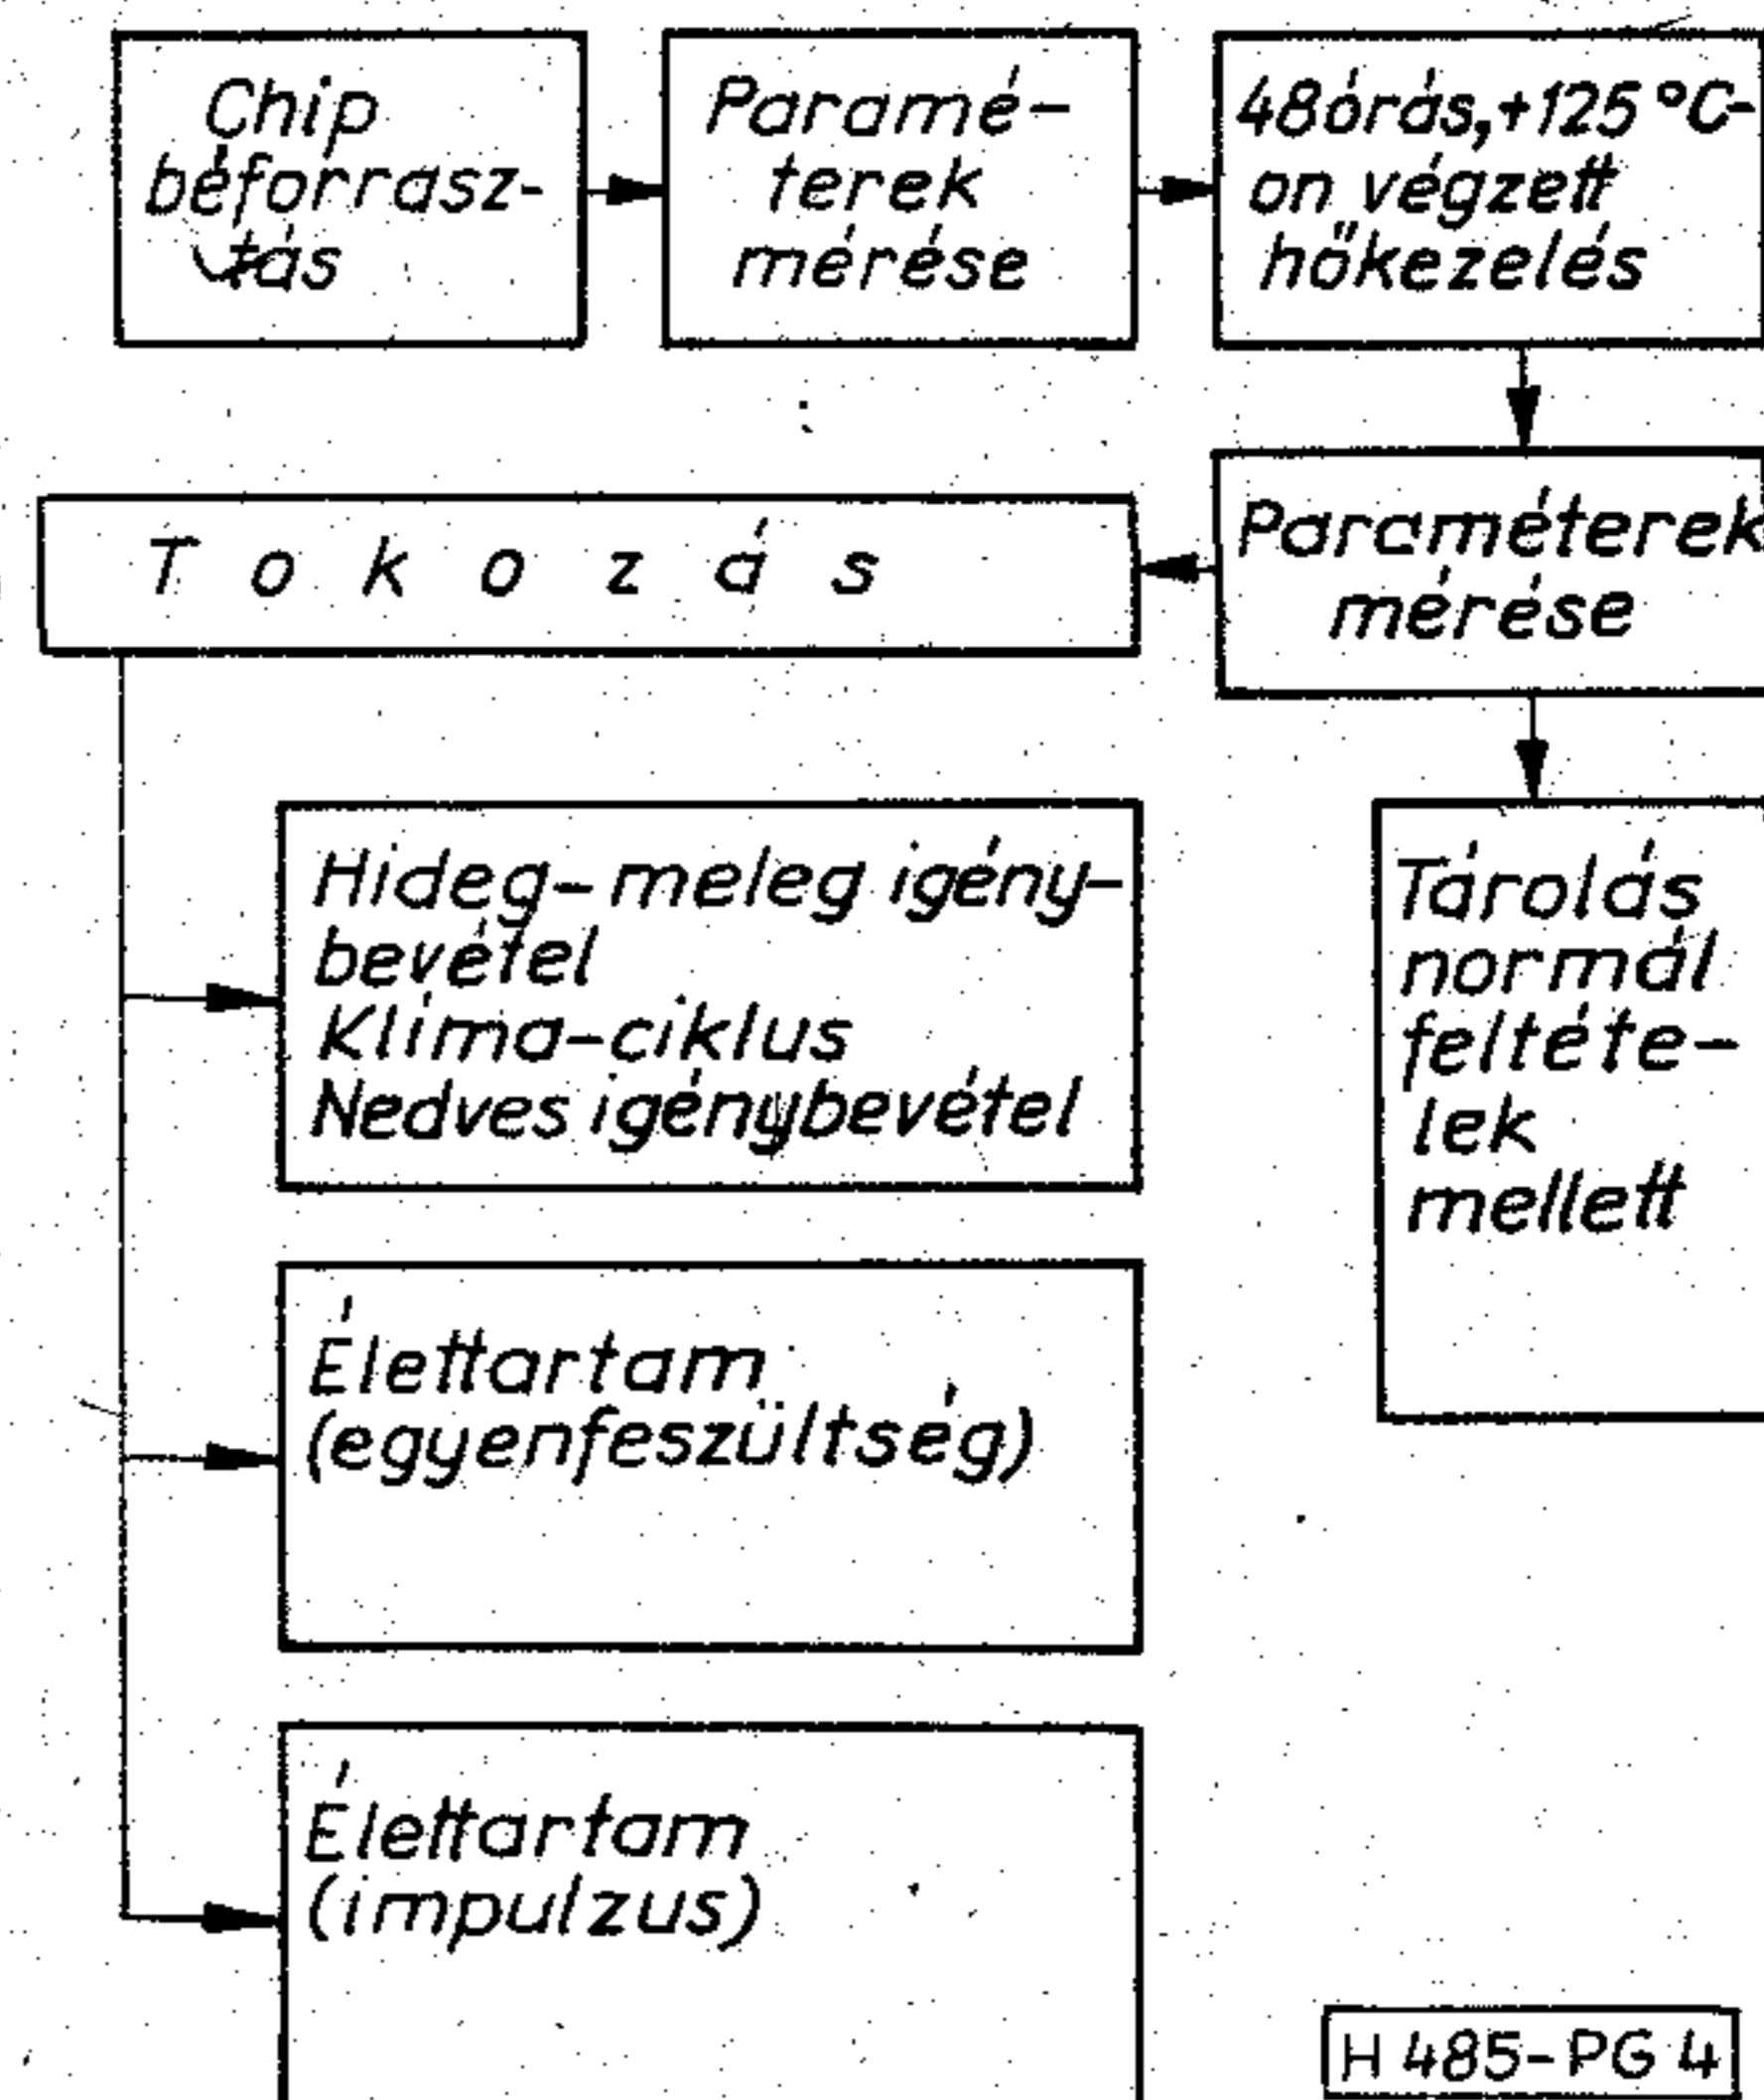 Chip
beforrasz-
tás
Paramé-
terek
mérése
48órás,+125°C-
on végzett
hőkezelés
Tokozás
Paraméterek
mérése
Hideg-meleg igény-
bevétel
Klíma-ciklus
Nedves igénybevétel
Tárolás
normál
feltéte-
lek
mellett
Élettartam
(egyenfeszültség)
Élettartam
(impulzus)
H 485-PG 4